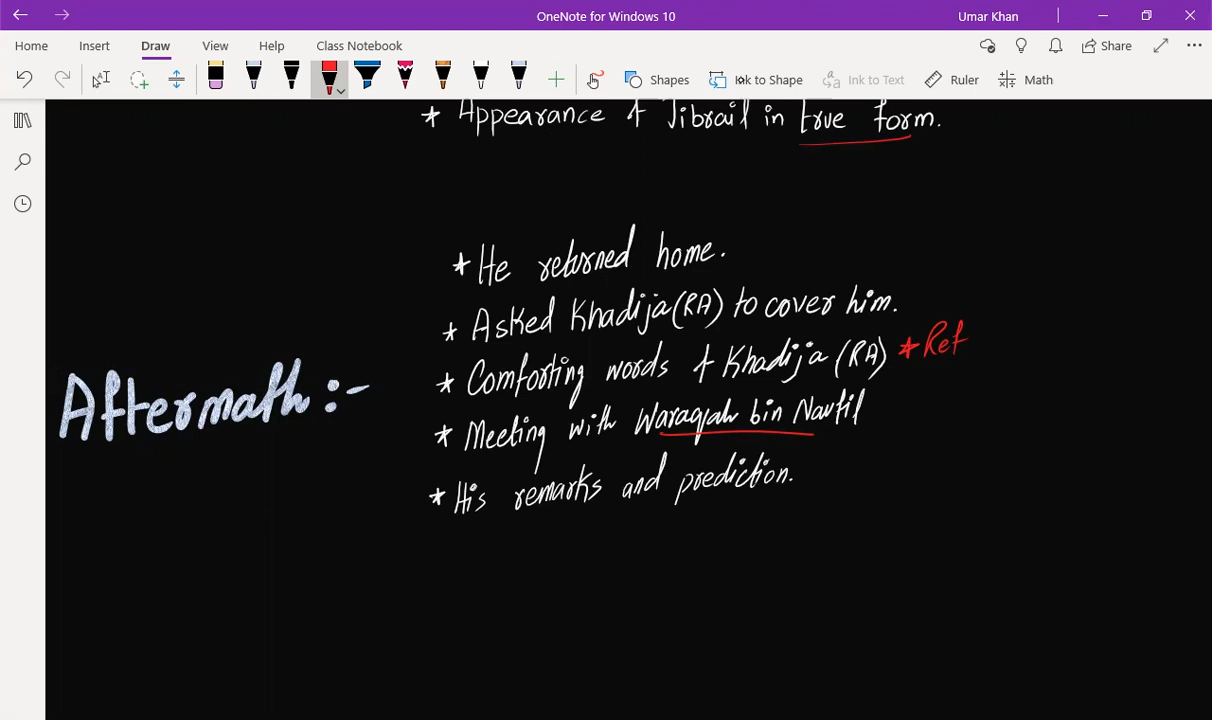 OneNote for Windows 10
Umar Khan
Home Insert Draw View Help Class Notebook
Share
Shapes Ink to Shape Ink to Text Ruler Math
* Appearance of Jibrail in true form.
* He returned home.
* Asked Khadija (RA) to cover him.
* Comforting words of Khadija (RA) * Ref
Aftermath :-
* Meeting with Waraqah bin Naufil
* His remarks and prediction.